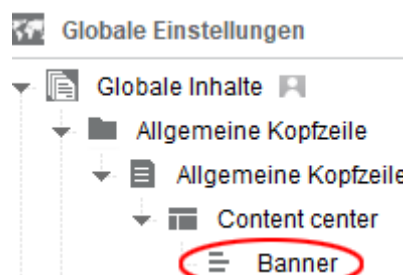 Globale Einstellungen
Globale Inhalte
Allgemeine Kopfzeile
Allgemeine Kopfzeile
Content center
Banner